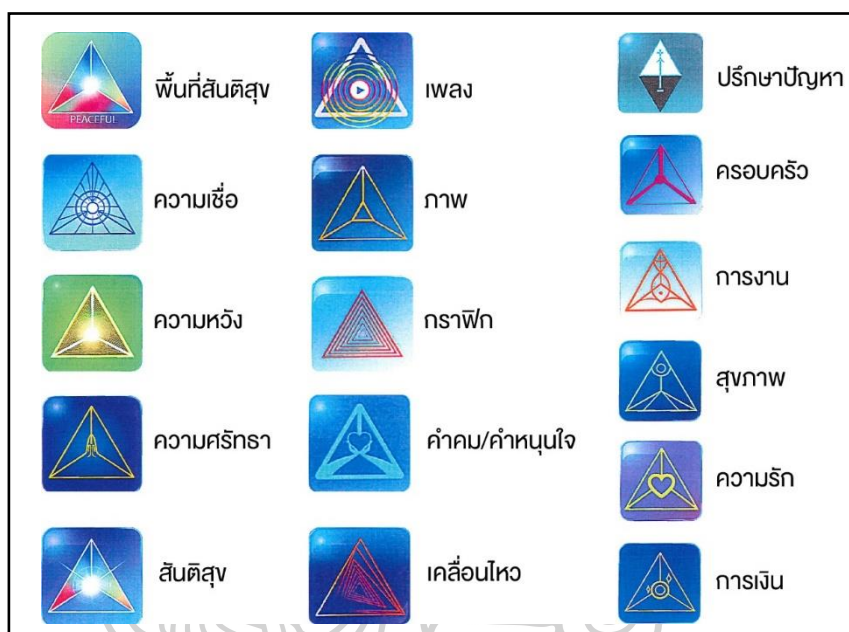 พื้นที่สันติสุข
PEACEFUL
ความเชื่อ
ความหวัง
ความศรัทธา
สันติสุข
เพลง
ภาพ
กราฟิก
คำคม/คำหนุนใจ
เคลื่อนไหว
ปรึกษาปัญหา
ครอบครัว
การงาน
สุขภาพ
ความรัก
การเงิน